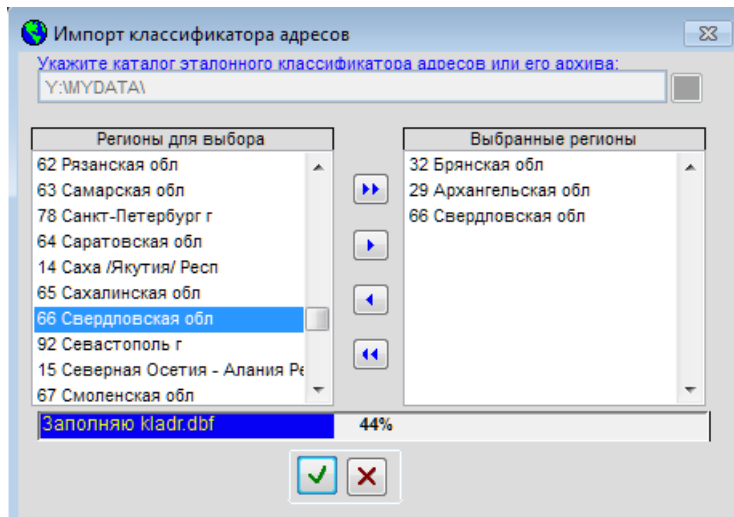 Импорт классификатора адресов
Укажите каталог эталонного классификатора адресов или его архива:
Y:\MYDATA\
Регионы для выбора
62 Рязанская обл
63 Самарская обл
78 Санкт-Петербург г
64 Саратовская обл
14 Саха /Якутия/ Респ
65 Сахалинская обл
66 Свердловская обл
92 Севастополь г
15 Северная Осетия - Алания Ре
67 Смоленская обл
Выбранные регионы
32 Брянская обл
29 Архангельская обл
66 Свердловская обл
Заполняю kladr.dbf 44%